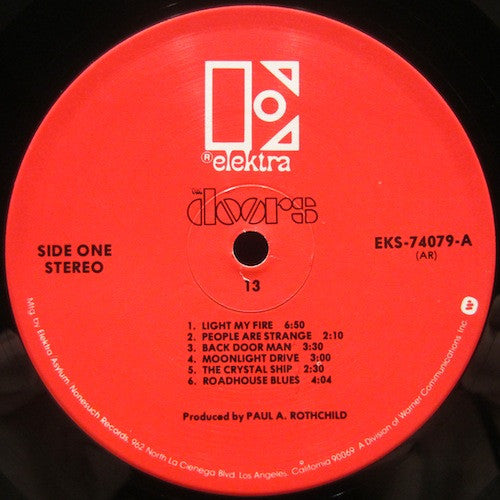 ® elektra
the doors
SIDE ONE
STEREO
EKS-74079-A
(AR)
13
1. LIGHT MY FIRE 6:50
2. PEOPLE ARE STRANGE 2:10
3. BACK DOOR MAN 3:30
4. MOONLIGHT DRIVE 3:00
5. THE CRYSTAL SHIP 2:30
6. ROADHOUSE BLUES 4:04
Produced by PAUL A. ROTHCHILD
Mfg by Elektra Asylum, Nonesuch Records, 962 North La Cienega Blvd. Los Angeles, California 90069 A Division of Warner Communications Inc